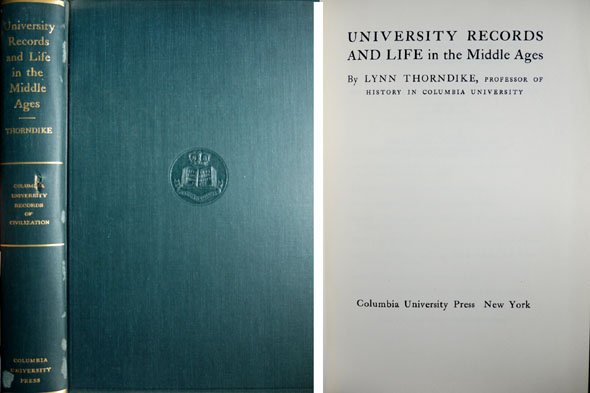 University
Records
and Life
in the
Middle
Ages
THORNDIKE
COLUMBIA
UNIVERSITY
RECORDS
OF
CIVILIZATION
COLUMBIA
UNIVERSITY
PRESS
UNIVERSITY RECORDS
AND LIFE in the Middle Ages
By LYNN THORNDIKE, PROFESSOR OF
HISTORY IN COLUMBIA UNIVERSITY
Columbia University Press New York